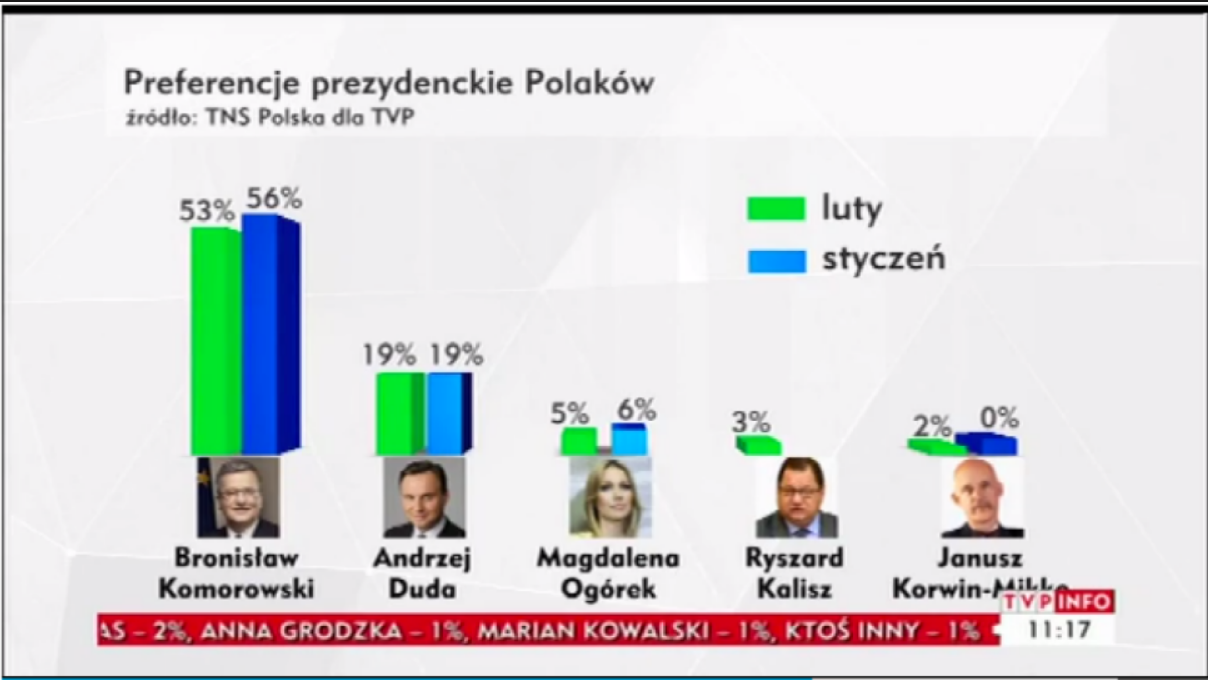 Preferencje prezydenckie Polaków
źródło: TNS Polska dla TVP
53% 56%
19% 19%
5% 6%
3%
2% 0%
luty
styczeń
Bronisław
Komorowski
Andrzej
Duda
Magdalena
Ogórek
Ryszard
Kalisz
Janusz
Korwin-Mikke
TVP INFO
AS – 2%, ANNA GRODZKA – 1%, MARIAN KOWALSKI – 1%, KTOŚ INNY – 1%
11:17